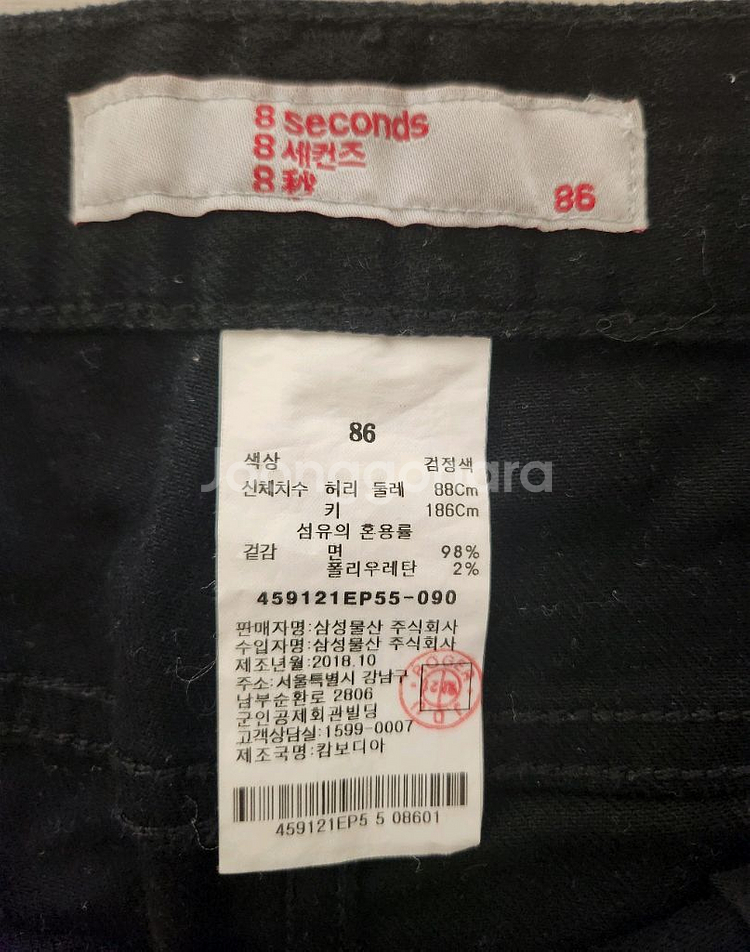 8 seconds
8 세컨즈
8 秒
86
86
색상 검정색
Joonggonara
신체치수 허리 둘레 88Cm
키 186Cm
섬유의 혼용률
겉감 면 98%
폴리우레탄 2%
459121EP55-090
판매자명:삼성물산 주식회사
수입자명:삼성물산 주식회사
제조년월:2018.10
주소:서울특별시 강남구
남부순환로 2806
군인공제회관빌딩
고객상담실:1599-0007
제조국명:캄보디아
459121EP5 5 08601